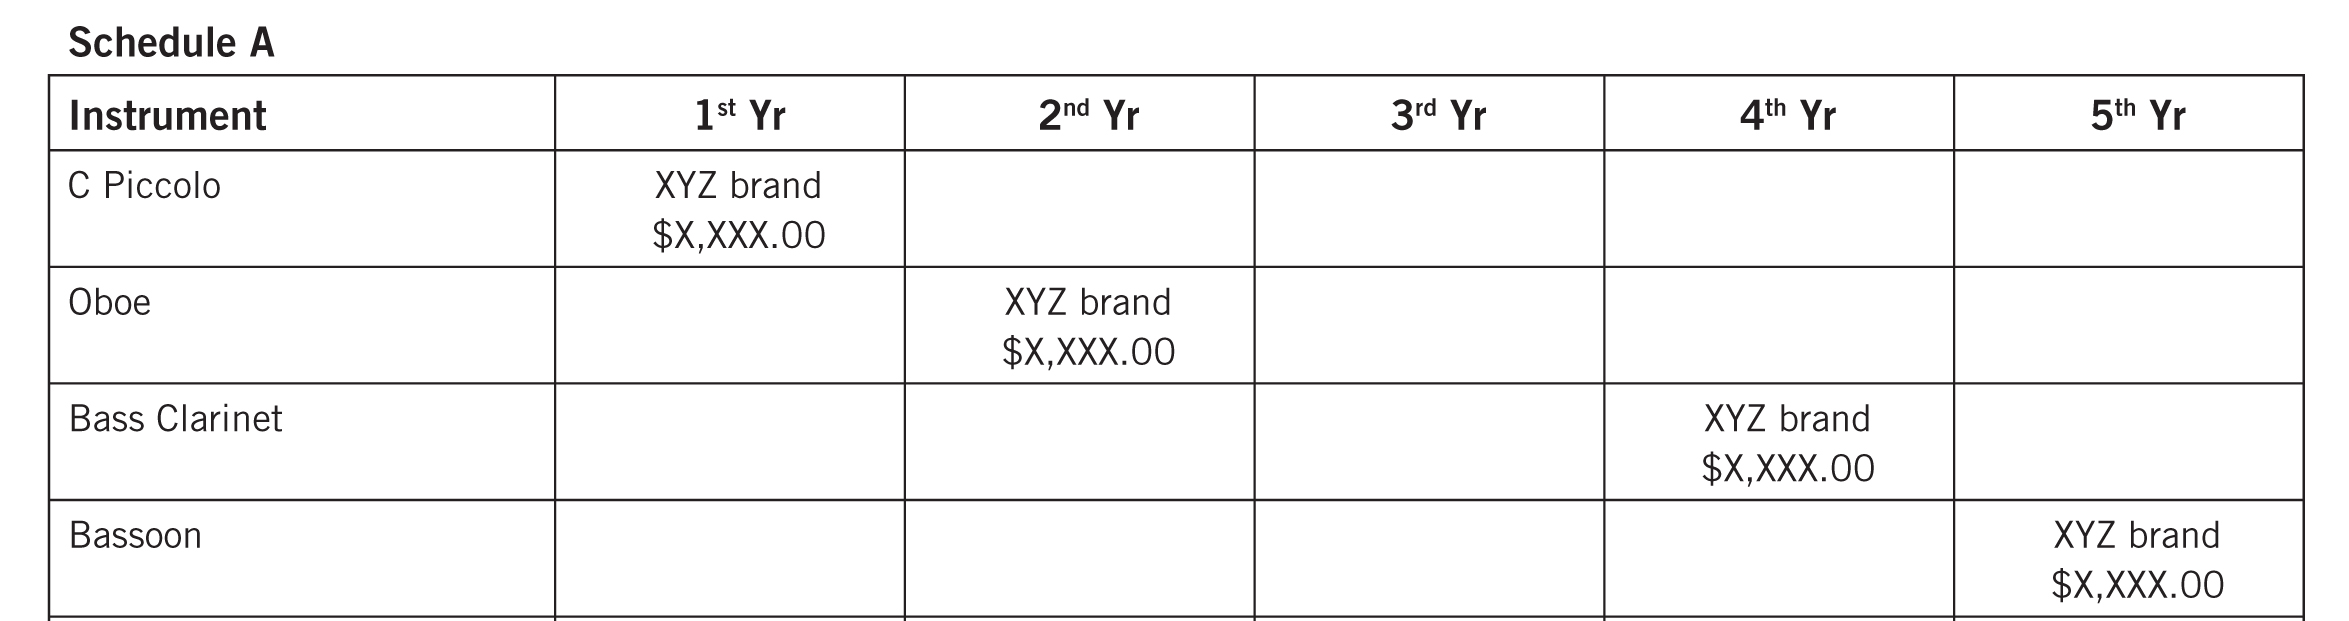 Schedule A
Instrument 1st Yr 2nd Yr 3rd Yr 4th Yr 5th Yr
C Piccolo XYZ brand
$X,XXX.00
Oboe XYZ brand
$X,XXX.00
Bass Clarinet XYZ brand
$X,XXX.00
Bassoon XYZ brand
$X,XXX.00